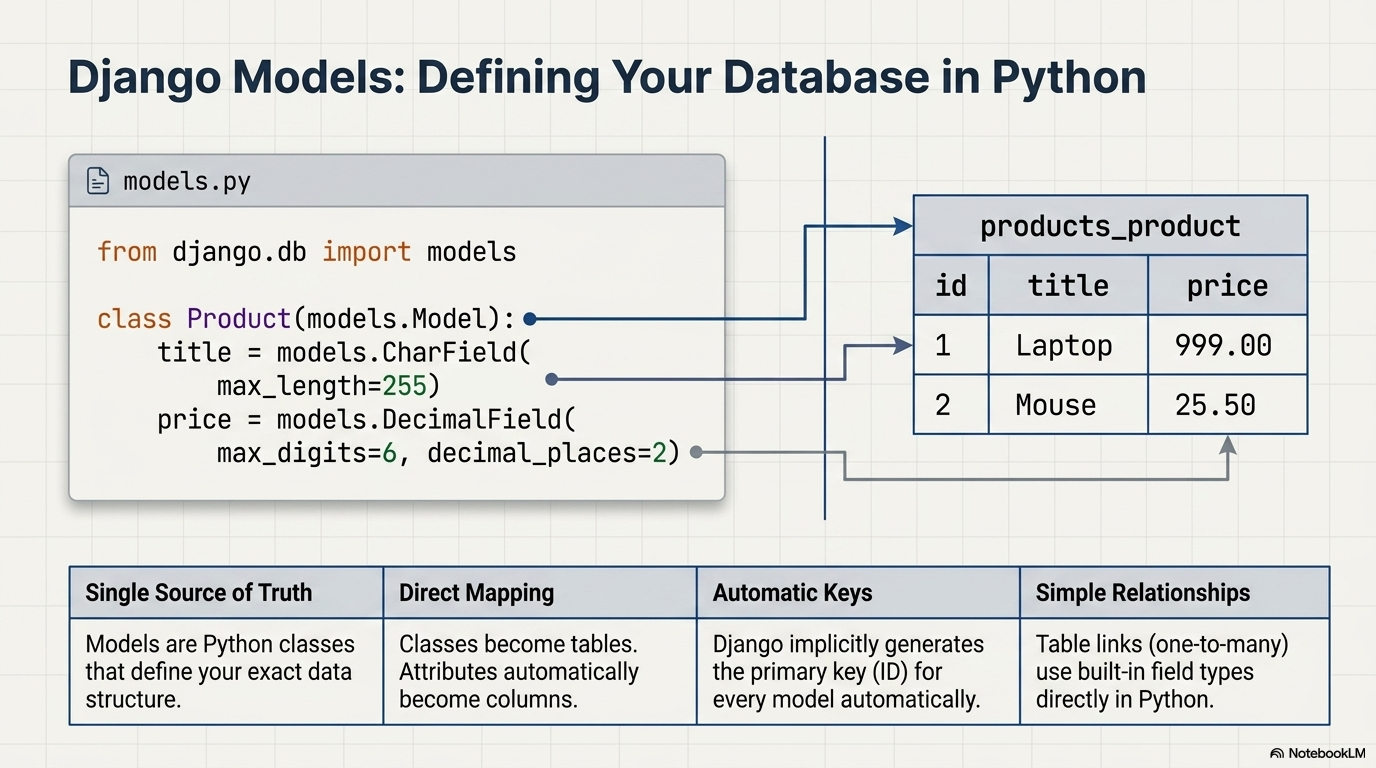 Django Models: Defining Your Database in Python
models.py
from django.db import models
class Product(models.Model):
title = models.CharField(
max_length=255)
price = models.DecimalField(
max_digits=6, decimal_places=2)
products_product
id title price
1 Laptop 999.00
2 Mouse 25.50
Single Source of Truth
Models are Python classes
that define your exact data
structure.
Direct Mapping
Classes become tables.
Attributes automatically
become columns.
Automatic Keys
Django implicitly generates
the primary key (ID) for
every model automatically.
Simple Relationships
Table links (one-to-many)
use built-in field types
directly in Python.
NotebookLM